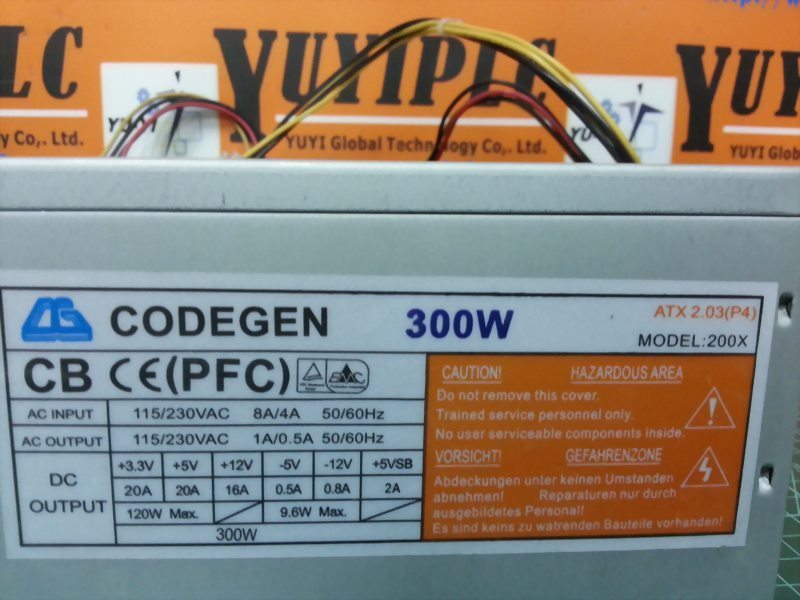 PLC
YUYIPLC
YUY
YUYI
YUYI
YUYI Global Technology Co,. Ltd.
YUYI Global
y Co,. Ltd.
CODEGEN
300W
ATX 2.03(P4)
MODEL:200X
CB CE(PFC)
EMC
CAUTION! HAZARDOUS AREA
Do not remove this cover.
Trained service personnel only.
No user serviceable components inside.
VORSICHT! GEFAHRENZONE
Abdeckungen unter keinen Umstanden
abnehmen! Reparaturen nur durch
ausgebildetes Personal!
Es sind keins zu watrenden Bauteile vorhanden!
AC INPUT 115/230VAC 8A/4A 50/60Hz
AC OUTPUT 115/230VAC 1A/0.5A 50/60Hz
DC OUTPUT
+3.3V +5V +12V -5V -12V +5VSB
20A 20A 16A 0.5A 0.8A 2A
120W Max. 9.6W Max.
300W